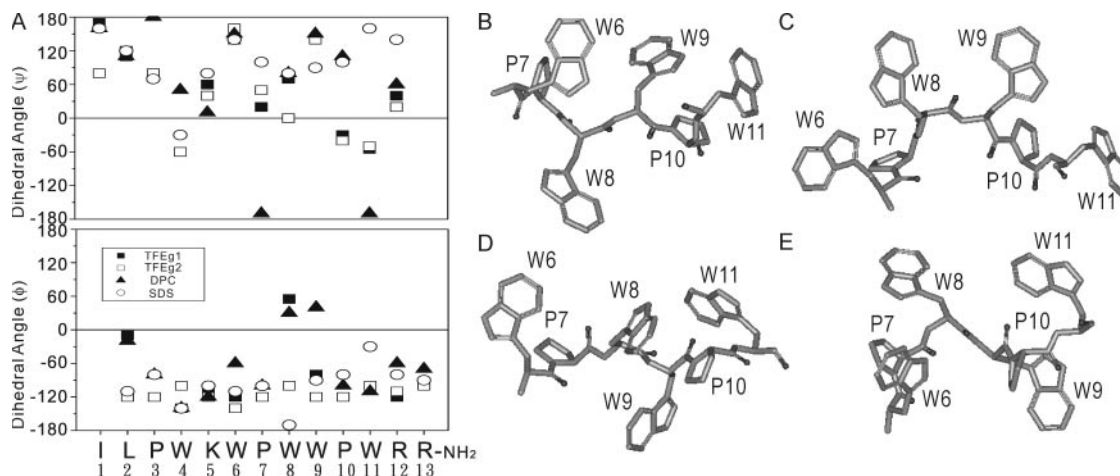 A
Dihedral Angle (ψ)
180
120
60
0
-60
-120
-180
Dihedral Angle (ϕ)
180
120
60
0
-60
-120
-180
TFEg1
TFEg2
DPC
SDS
I L P W K W P W W P W R R-NH₂
1 2 3 4 5 6 7 8 9 10 11 12 13
B
W6
W9
P7
W11
P10
W8
C
W9
W8
W6
P7
P10
W11
D
W6
W11
W8
P7
P10
W9
E
W11
W8
P7
P10
W6
W9